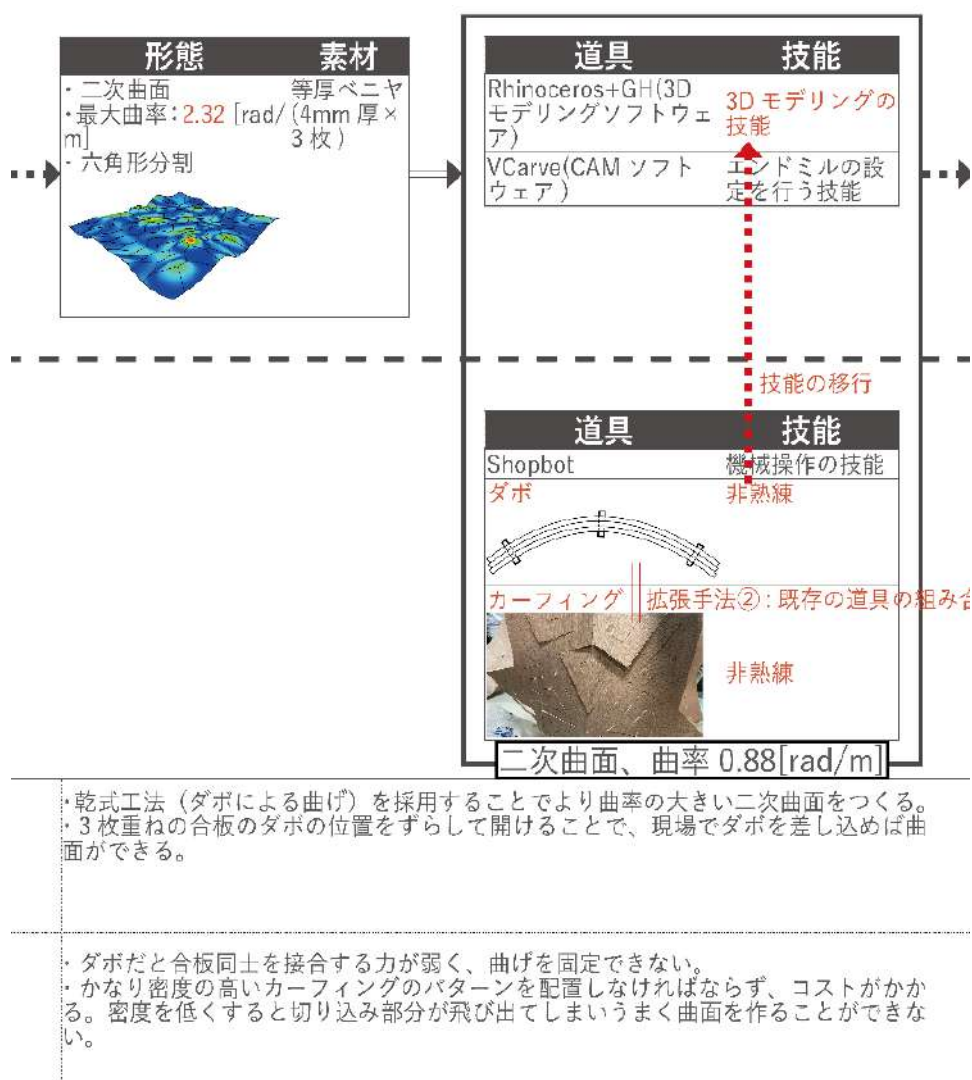 形態 素材
・二次曲面
・最大曲率：2.32 [rad/
m]
・六角形分割
等厚ベニヤ
(4mm 厚×
3 枚 )
道具 技能
Rhinoceros+GH(3D
モデリングソフトウェ
ア)
3D モデリングの
技能
VCarve(CAM ソフト
ウェア )
エンドミルの設
定を行う技能
技能の移行
道具 技能
Shopbot 機械操作の技能
ダボ 非熟練
カーフィング 拡張手法②：既存の道具の組み合
非熟練
二次曲面、曲率 0.88[rad/m]
・乾式工法（ダボによる曲げ）を採用することでより曲率の大きい二次曲面をつくる。
・3 枚重ねの合板のダボの位置をずらして開けることで、現場でダボを差し込めば曲
面ができる。
・ダボだと合板同士を接合する力が弱く、曲げを固定できない。
・かなり密度の高いカーフィングのパターンを配置しなければならず、コストがかか
る。密度を低くすると切り込み部分が飛び出てしまいうまく曲面を作ることができな
い。